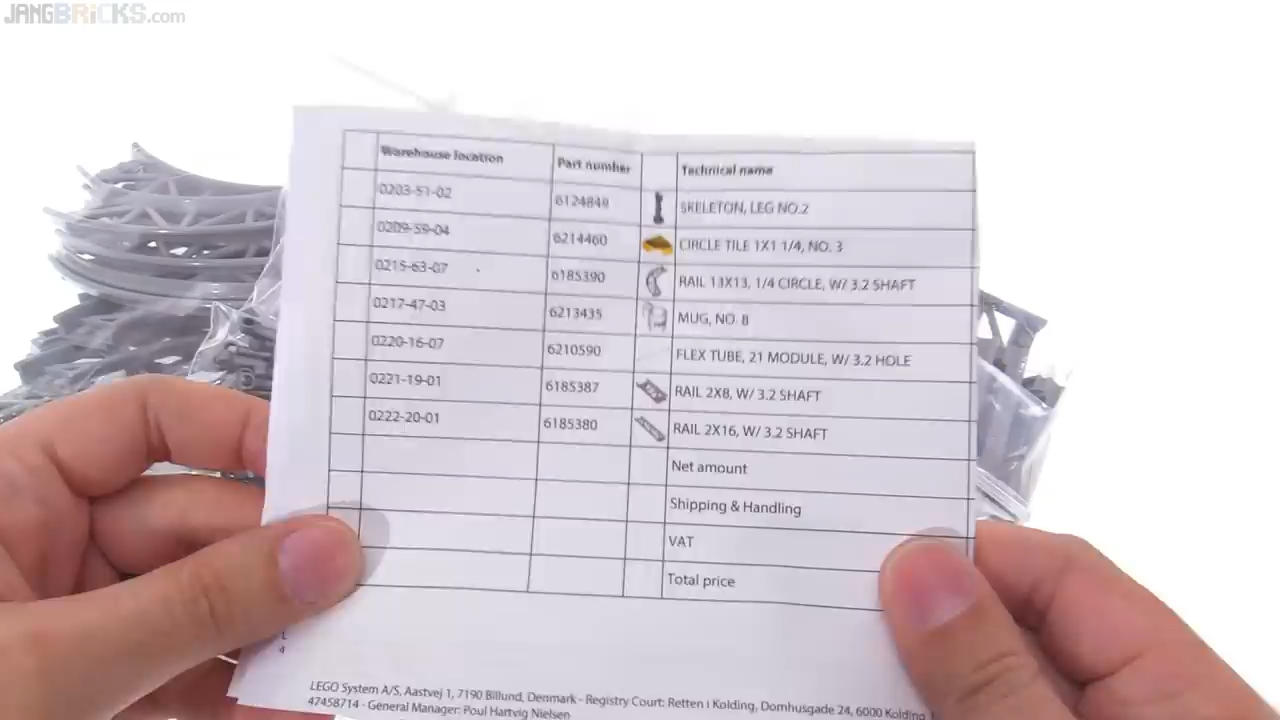 JANGBRiCKS.com
Warehouse location Part number Technical name
0203-51-02 6124849 SKELETON, LEG NO.2
0209-59-04 6214460 CIRCLE TILE 1X1 1/4, NO. 3
0215-63-07 6185390 RAIL 13X13, 1/4 CIRCLE, W/ 3.2 SHAFT
0217-47-03 6213435 MUG, NO. 8
0220-16-07 6210590 FLEX TUBE, 21 MODULE, W/ 3.2 HOLE
0221-19-01 6185387 RAIL 2X8, W/ 3.2 SHAFT
0222-20-01 6185380 RAIL 2X16, W/ 3.2 SHAFT
Net amount
Shipping & Handling
VAT
Total price
L
4
LEGO System A/S, Aastvej 1, 7190 Billund, Denmark - Registry Court: Retten i Kolding, Domhusgade 24, 6000 Kolding
47458714 - General Manager: Poul Hartvig Nielsen